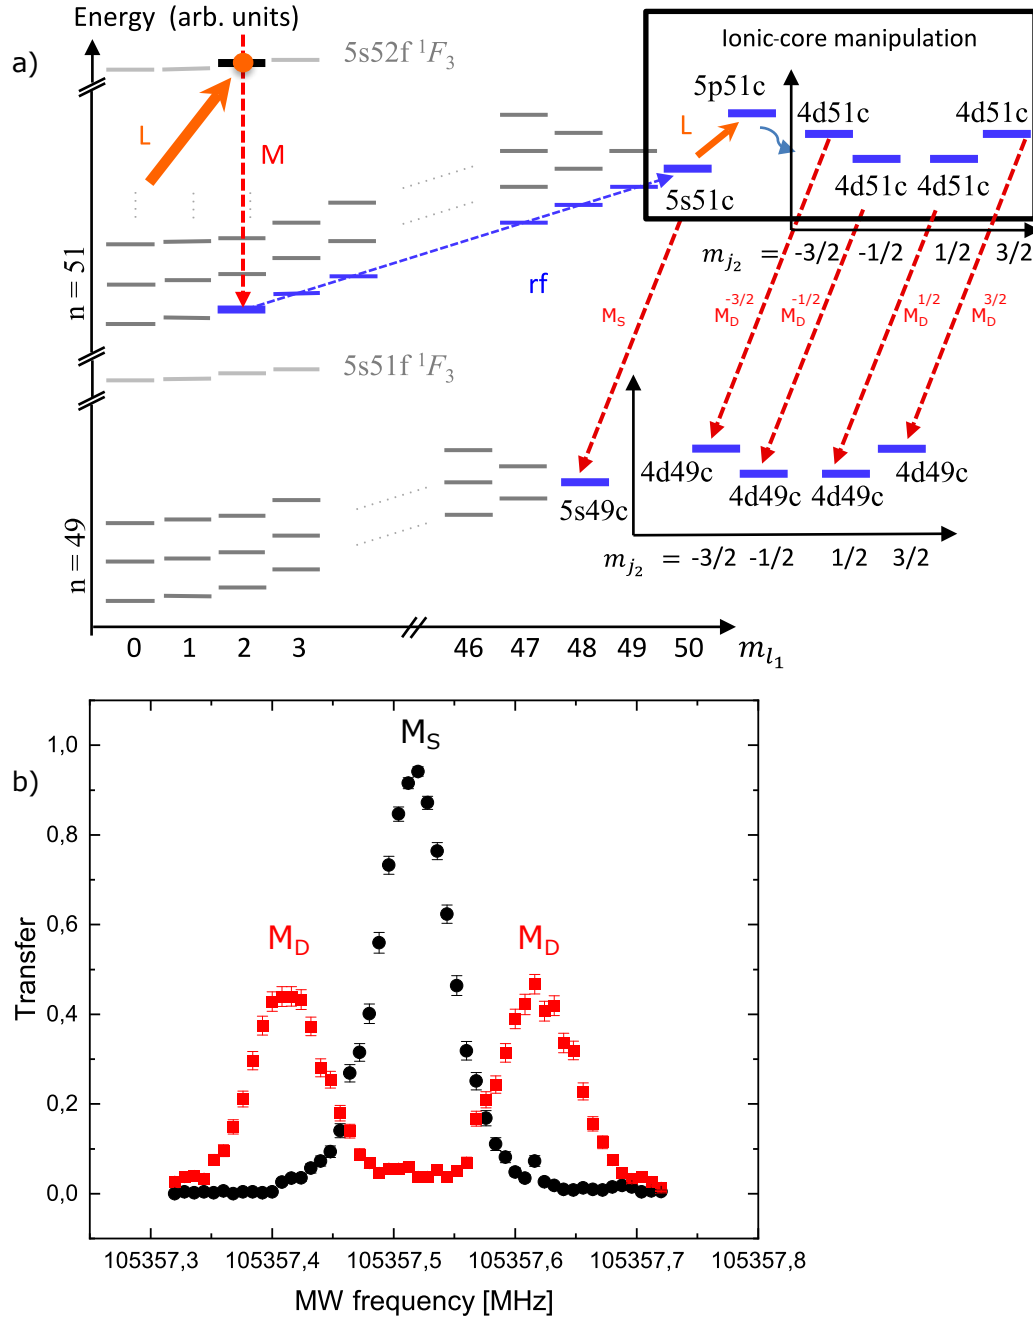 Energy (arb. units)
a)
5s52f ¹F₃
L
M
n = 51
rf
5s51f ¹F₃
n = 49
0 1 2 3 46 47 48 49 50 m_{l_1}
Ionic-core manipulation
5p51c
L
5s51c
4d51c 4d51c
4d51c 4d51c
m_{j_2} = -3/2 -1/2 1/2 3/2
M_S M_D^{-3/2} M_D^{-1/2} M_D^{1/2} M_D^{3/2}
5s49c
4d49c 4d49c
4d49c 4d49c
m_{j_2} = -3/2 -1/2 1/2 3/2
b)
M_S
M_D M_D
Transfer
1,0
0,8
0,6
0,4
0,2
0,0
105357,3 105357,4 105357,5 105357,6 105357,7 105357,8
MW frequency [MHz]